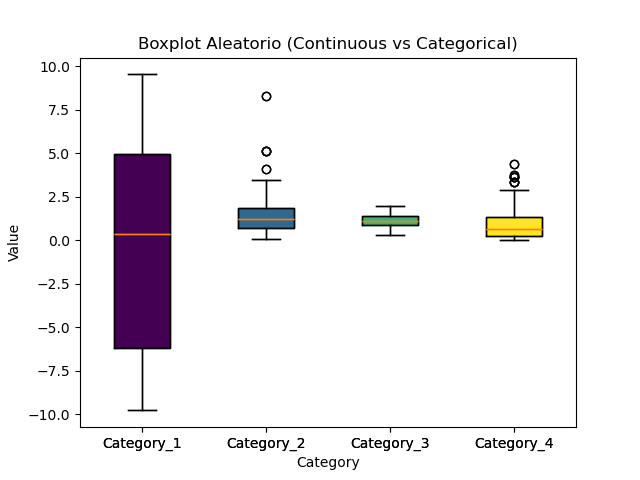 Boxplot Aleatorio (Continuous vs Categorical)
10.0
7.5
5.0
2.5
0.0
−2.5
−5.0
−7.5
−10.0
Value
Category_1 Category_2 Category_3 Category_4
Category